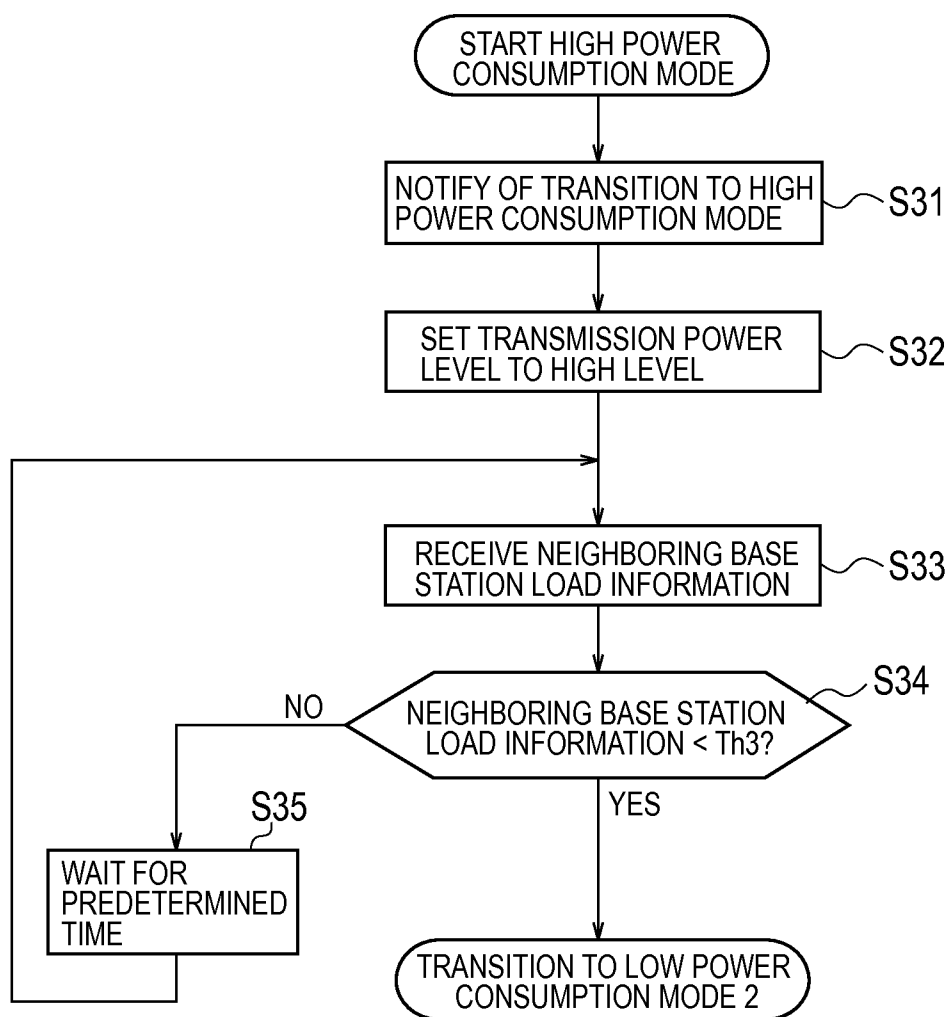 START HIGH POWER
CONSUMPTION MODE
NOTIFY OF TRANSITION TO HIGH
POWER CONSUMPTION MODE
S31
SET TRANSMISSION POWER
LEVEL TO HIGH LEVEL
S32
RECEIVE NEIGHBORING BASE
STATION LOAD INFORMATION
S33
S34
NEIGHBORING BASE STATION
LOAD INFORMATION < Th3?
NO
YES
S35
WAIT FOR
PREDETERMINED
TIME
TRANSITION TO LOW POWER
CONSUMPTION MODE 2